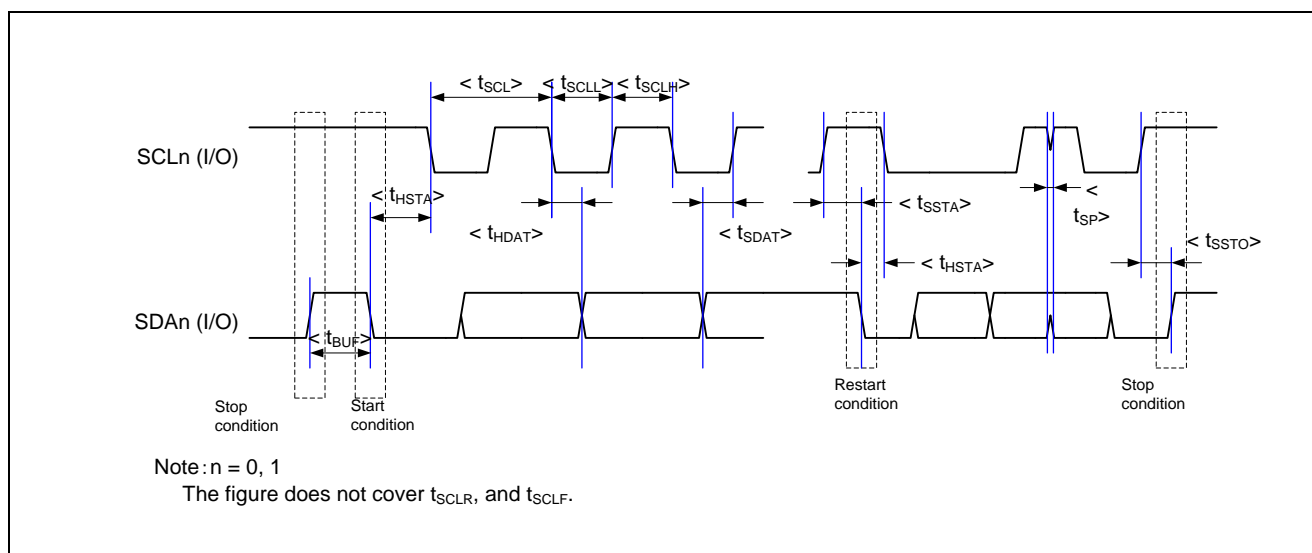 < tSCL>
< tSCLL>
< tSCLH>
SCLn (I/O)
< tHSTA>
< tSSTA>
<
tSP>
< tHDAT>
< tSDAT>
< tSSTO>
< tHSTA>
SDAn (I/O)
< tBUF>
Stop
condition
Start
condition
Restart
condition
Stop
condition
Note:n = 0, 1
The figure does not cover tSCLR, and tSCLF.